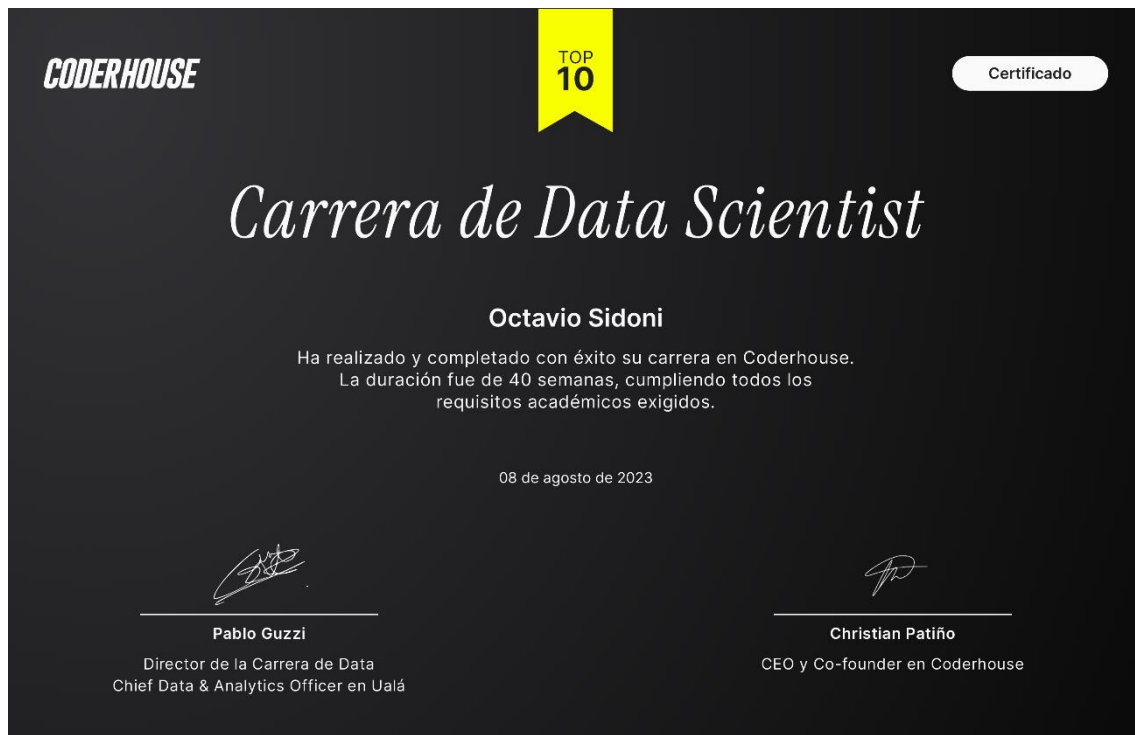 CODERHOUSE
TOP
10
Certificado
Carrera de Data Scientist
Octavio Sidoni
Ha realizado y completado con éxito su carrera en Coderhouse.
La duración fue de 40 semanas, cumpliendo todos los
requisitos académicos exigidos.
08 de agosto de 2023
Pablo Guzzi
Director de la Carrera de Data
Chief Data & Analytics Officer en Ualá
Christian Patiño
CEO y Co-founder en Coderhouse